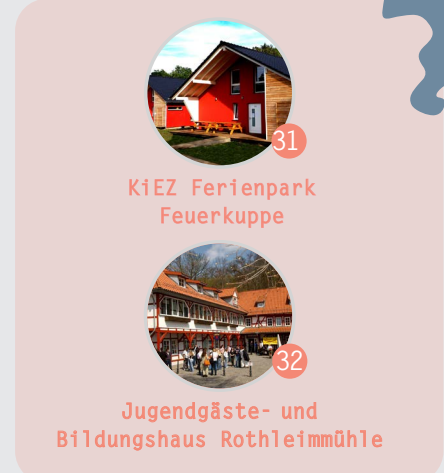 31
KiEZ Ferienpark
Feuerkuppe
32
Jugendgäste- und
Bildungshaus Rothleimmühle